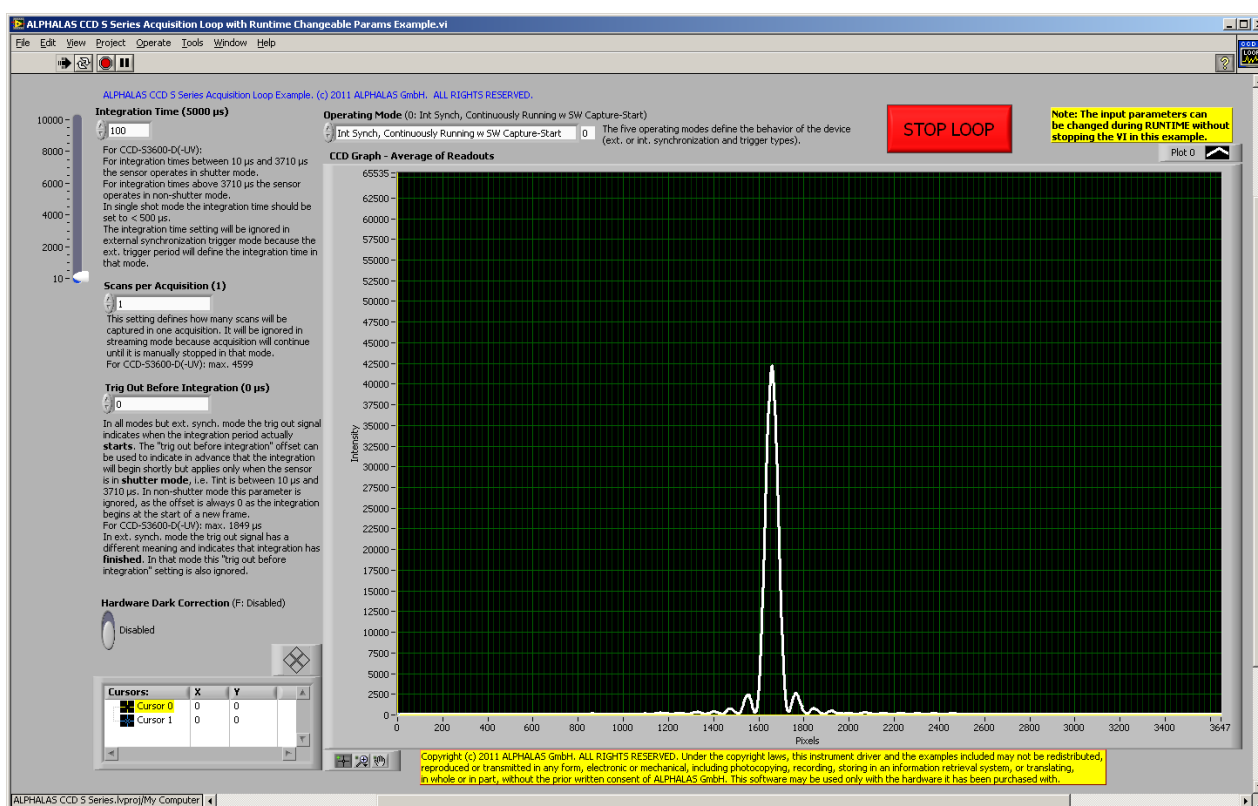 ALPHALAS CCD S Series Acquisition Loop with Runtime Changeable Params Example.vi
File Edit View Project Operate Tools Window Help
?
CCD
LOOP
ALPHALAS CCD S Series Acquisition Loop Example. (c) 2011 ALPHALAS GmbH. ALL RIGHTS RESERVED.
Integration Time (5000 µs)
100
10000
8000
6000
4000
2000
10
For CCD-S3600-D(-UV):
For integration times between 10 µs and 3710 µs
the sensor operates in shutter mode.
For integration times above 3710 µs the sensor
operates in non-shutter mode.
In single shot mode the integration time should be
set to < 500 µs.
The integration time setting will be ignored in
external synchronization trigger mode because the
ext. trigger period will define the integration time in
that mode.
Scans per Acquisition (1)
1
This setting defines how many scans will be
captured in one acquisition. It will be ignored in
streaming mode because acquisition will continue
until it is manually stopped in that mode.
For CCD-S3600-D(-UV): max. 4599
Trig Out Before Integration (0 µs)
0
In all modes but ext. synch. mode the trig out signal
indicates when the integration period actually
starts. The "trig out before integration" offset can
be used to indicate in advance that the integration
will begin shortly but applies only when the sensor
is in shutter mode, i.e. Tint is between 10 µs and
3710 µs. In non-shutter mode this parameter is
ignored, as the offset is always 0 as the integration
begins at the start of a new frame.
For CCD-S3600-D(-UV): max. 1849 µs
In ext. synch. mode the trig out signal has a
different meaning and indicates that integration has
finished. In that mode this "trig out before
integration" setting is also ignored.
Hardware Dark Correction (F: Disabled)
Disabled
Cursors: X Y
Cursor 0 0 0
Cursor 1 0 0
Operating Mode (0: Int Synch, Continuously Running w SW Capture-Start)
Int Synch, Continuously Running w SW Capture-Start 0
The five operating modes define the behavior of the device
(ext. or int. synchronization and trigger types).
STOP LOOP
Note: The input parameters can
be changed during RUNTIME without
stopping the VI in this example.
CCD Graph - Average of Readouts
Plot 0
65535
62500
60000
57500
55000
52500
50000
47500
45000
42500
40000
37500
35000
32500
30000
27500
25000
22500
20000
17500
15000
12500
10000
7500
5000
2500
0
Intensity
0 200 400 600 800 1000 1200 1400 1600 1800 2000 2200 2400 2600 2800 3000 3200 3400 3647
Pixels
Copyright (c) 2011 ALPHALAS GmbH. ALL RIGHTS RESERVED. Under the copyright laws, this instrument driver and the examples included may not be redistributed,
reproduced or transmitted in any form, electronic or mechanical, including photocopying, recording, storing in an information retrieval system, or translating,
in whole or in part, without the prior written consent of ALPHALAS GmbH. This software may be used only with the hardware it has been purchased with.
ALPHALAS CCD S Series.lvproj/My Computer